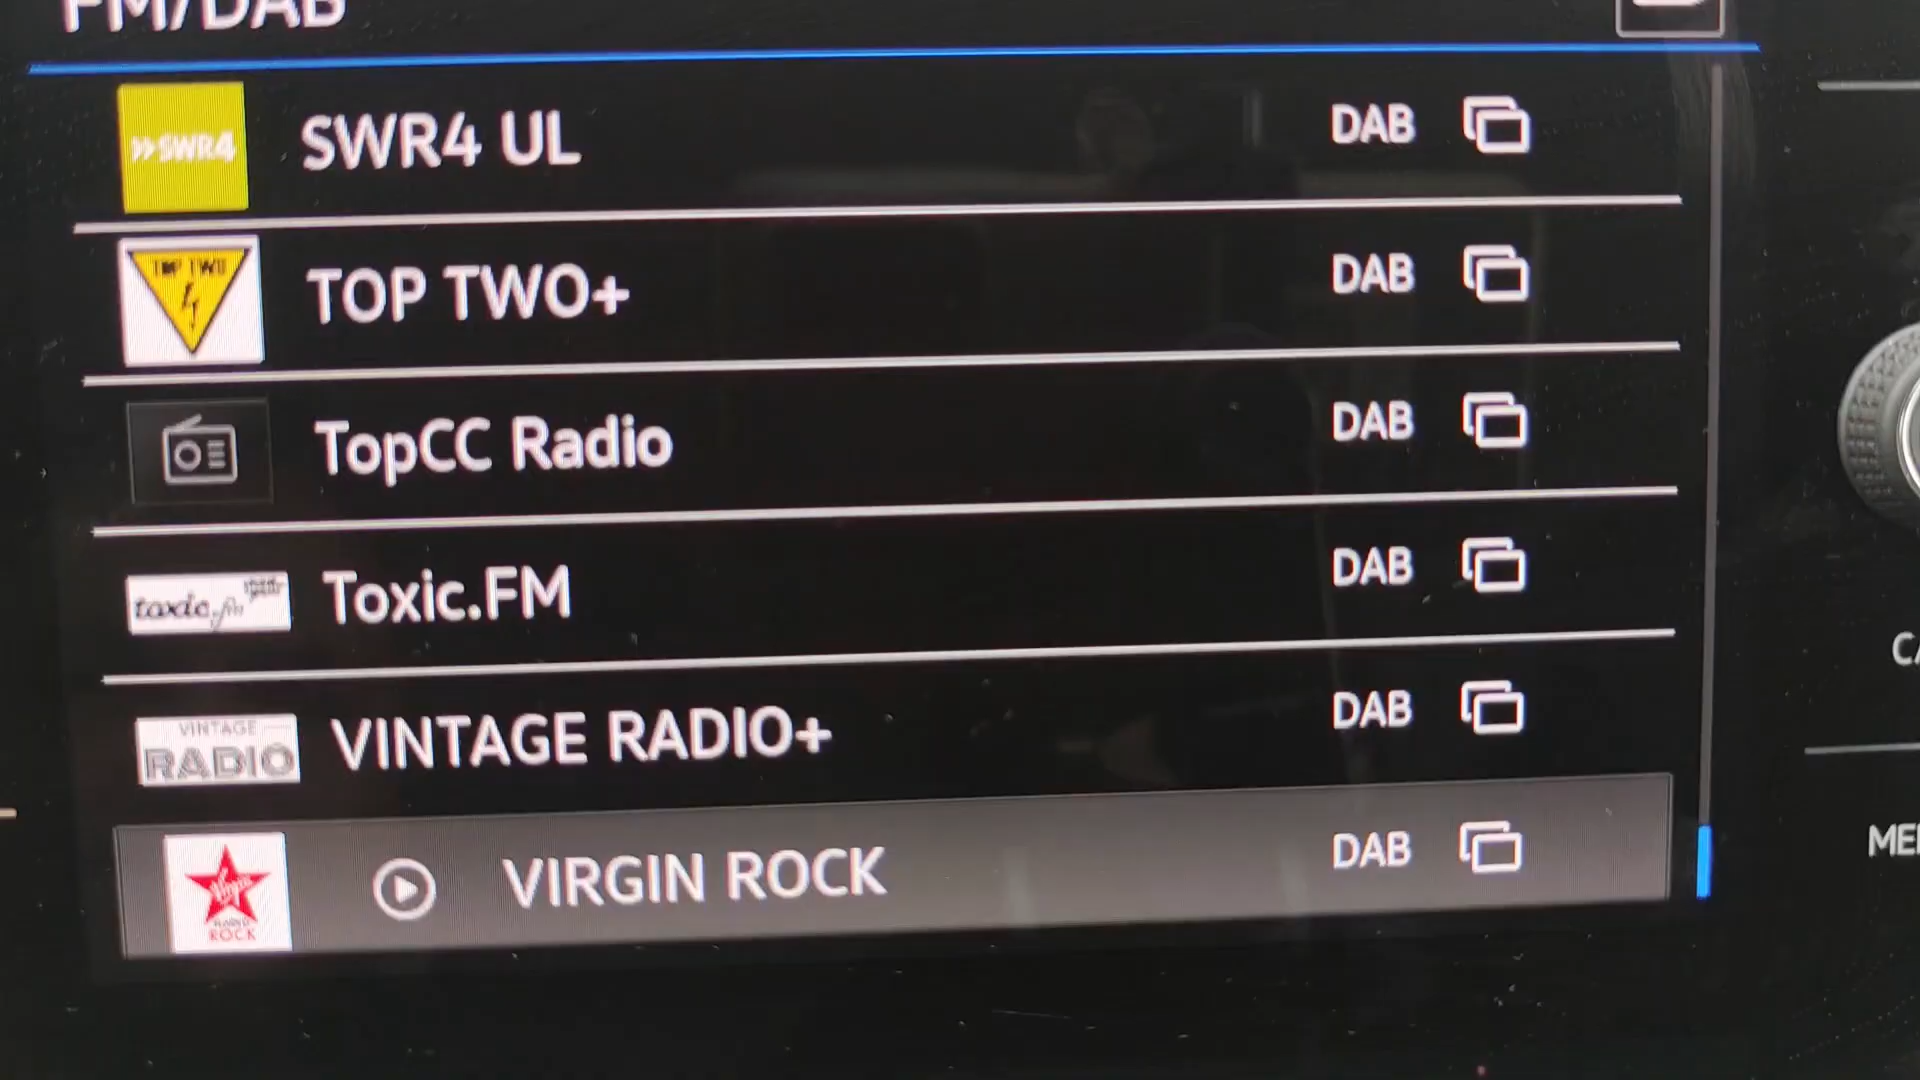 FM/DAB
»SWR4 SWR4 UL DAB
TOP TWO TOP TWO+ DAB
TopCC Radio DAB
toxic.fm Toxic.FM DAB
VINTAGE RADIO VINTAGE RADIO+ DAB
Virgin RADIO ROCK VIRGIN ROCK DAB